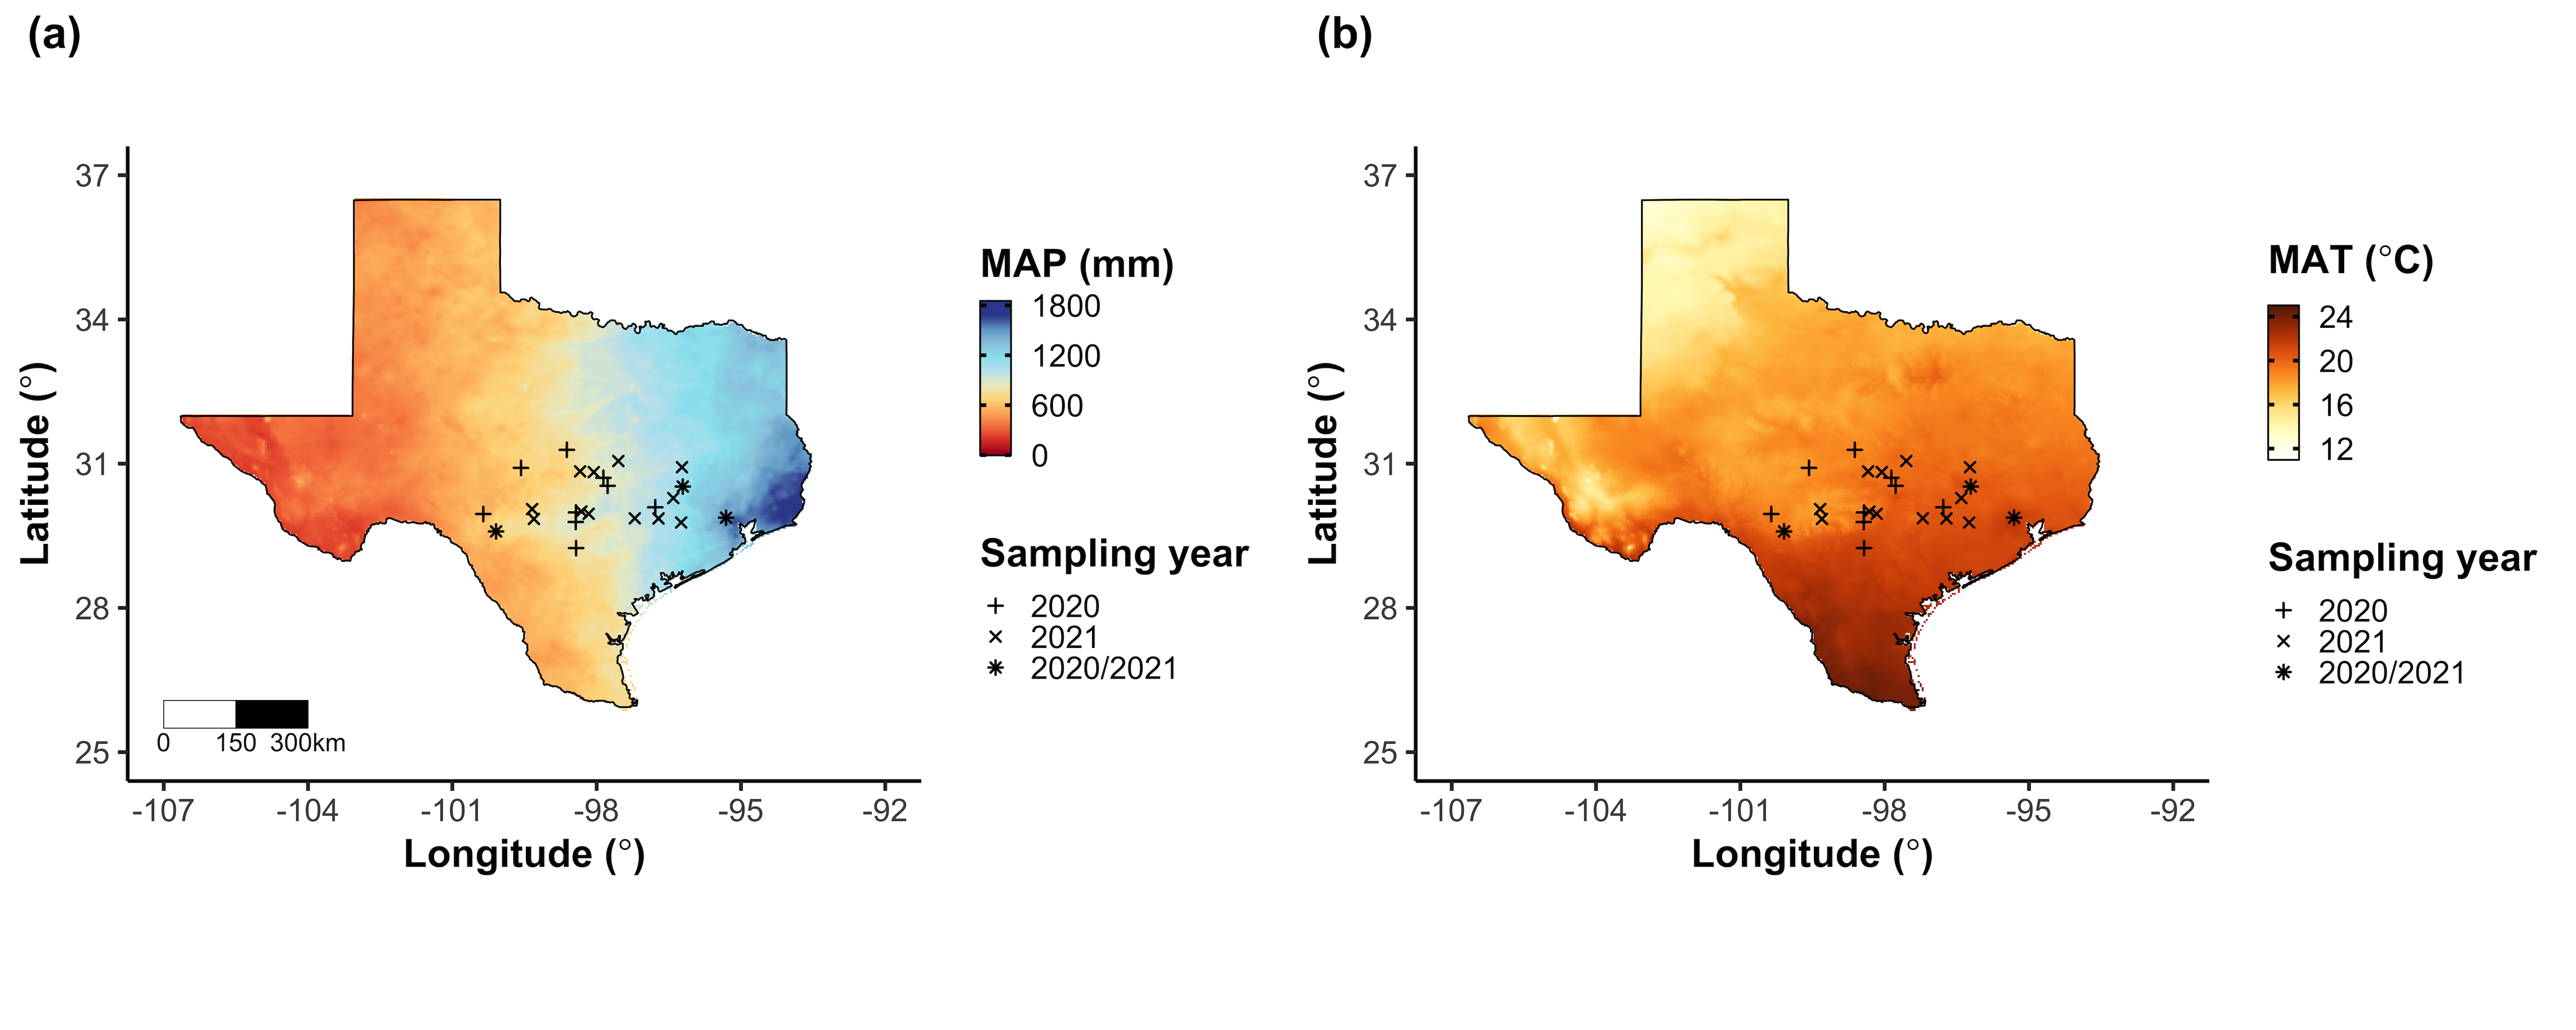 (a)
37
34
31
28
25
Latitude (°)
-107 -104 -101 -98 -95 -92
Longitude (°)
0 150 300km
MAP (mm)
1800
1200
600
0
Sampling year
2020
2021
2020/2021
(b)
37
34
31
28
25
Latitude (°)
-107 -104 -101 -98 -95 -92
Longitude (°)
MAT (°C)
24
20
16
12
Sampling year
2020
2021
2020/2021